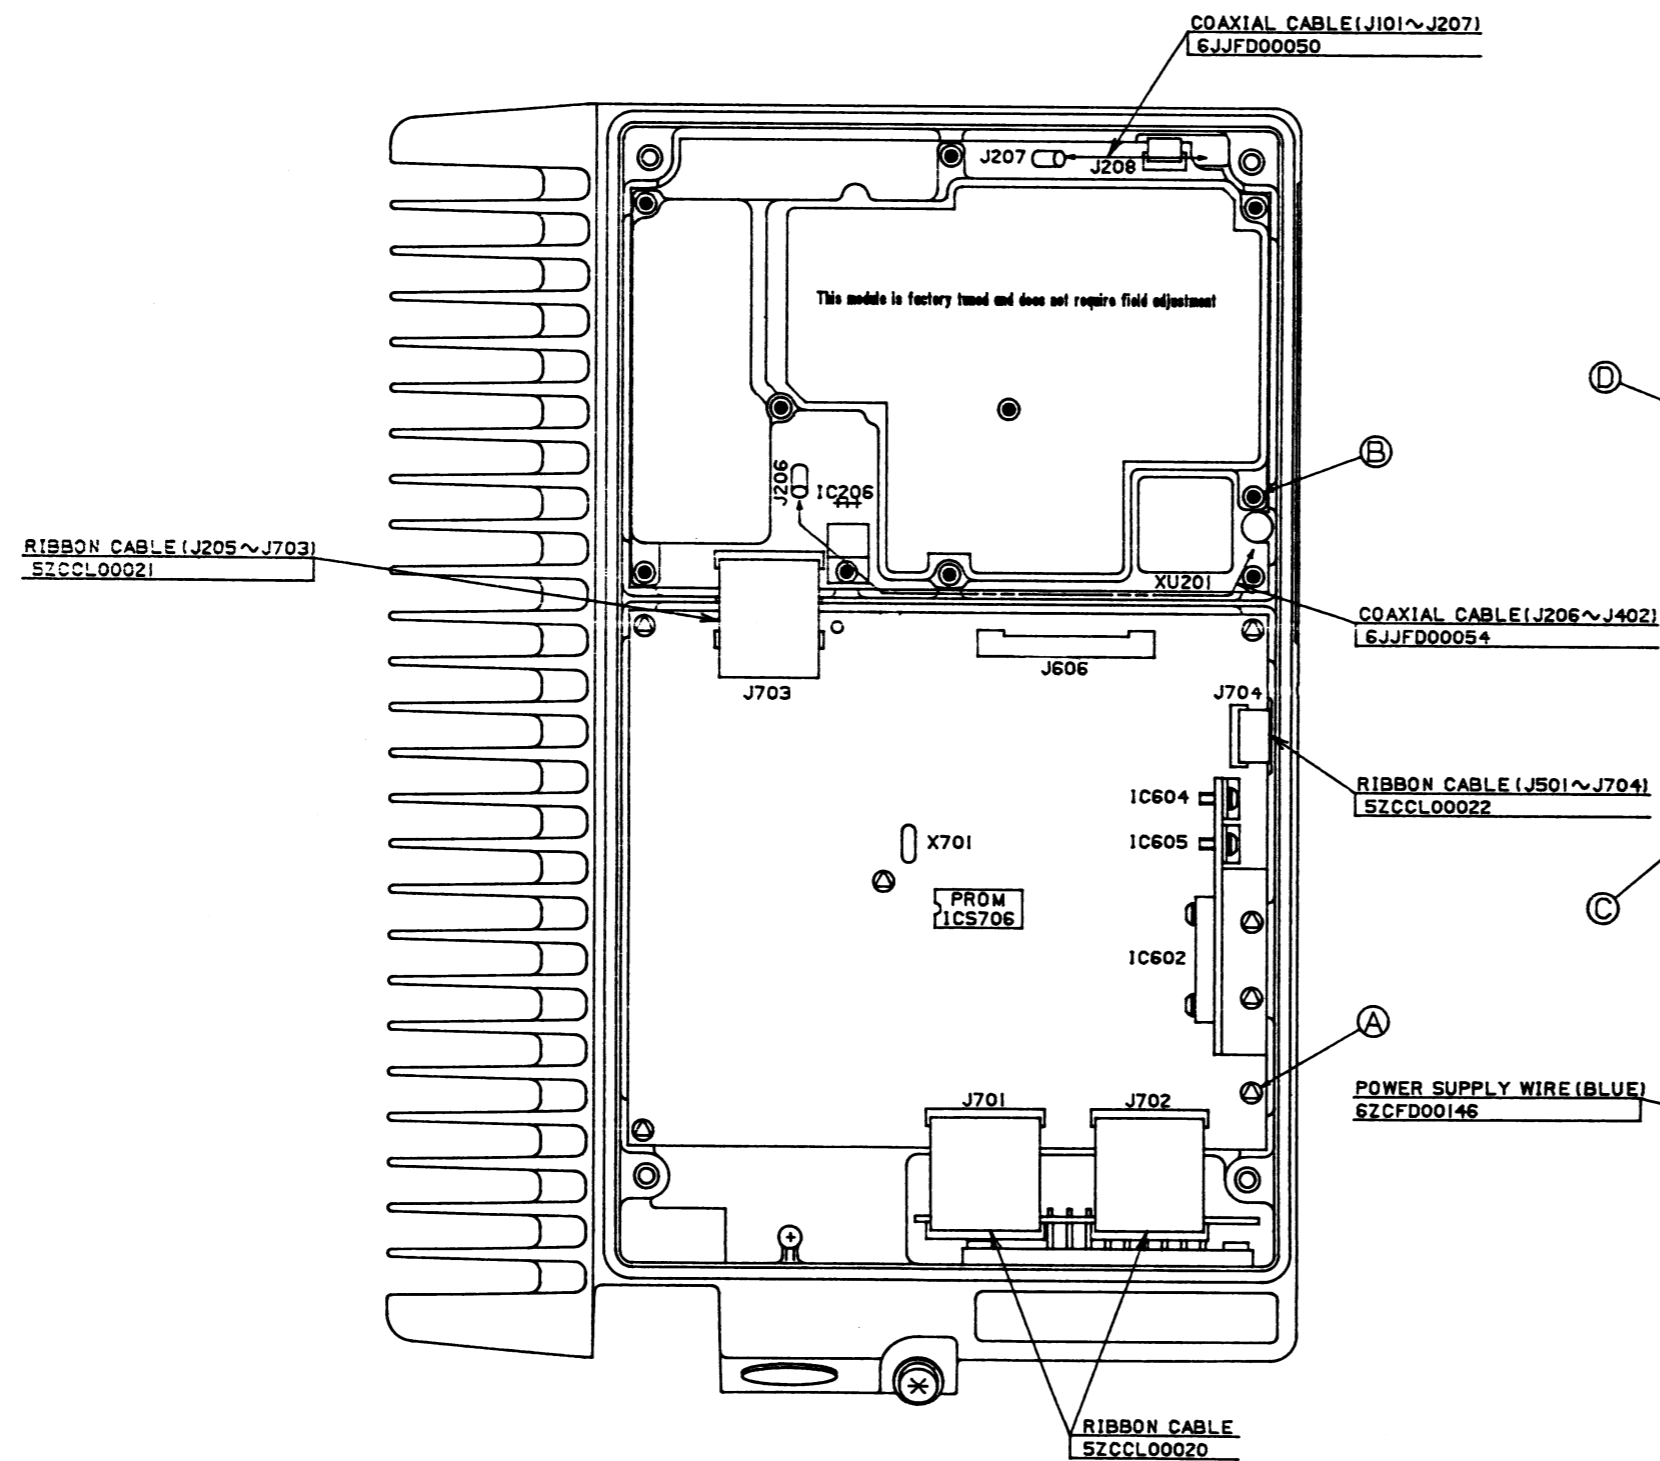 COAXIAL CABLE(J101~J207)
6JJFD00050
J207
J208
This module is factory tuned and does not require field adjustment
D
B
J206
IC206
RIBBON CABLE(J205~J703)
5ZCCL00021
XU201
COAXIAL CABLE(J206~J402)
6JJFD00054
J606
J703
J704
RIBBON CABLE(J501~J704)
5ZCCL00022
IC604
X701
IC605
PROM
ICS706
C
IC602
A
POWER SUPPLY WIRE(BLUE)
6ZCFD00146
J701
J702
RIBBON CABLE
5ZCCL00020